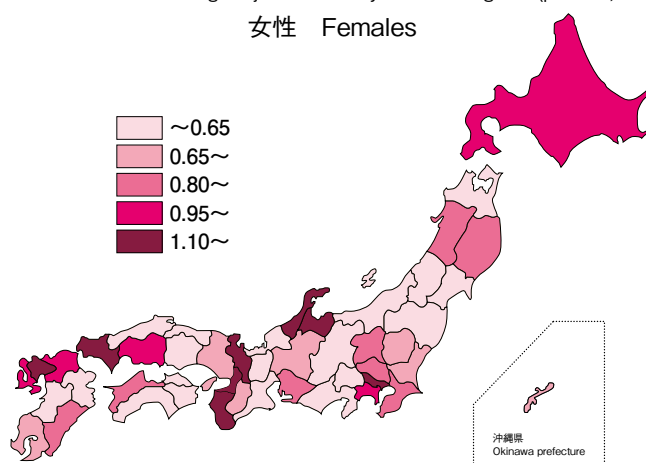 女性 Females
～0.65
0.65～
0.80～
0.95～
1.10～
沖縄県
Okinawa prefecture